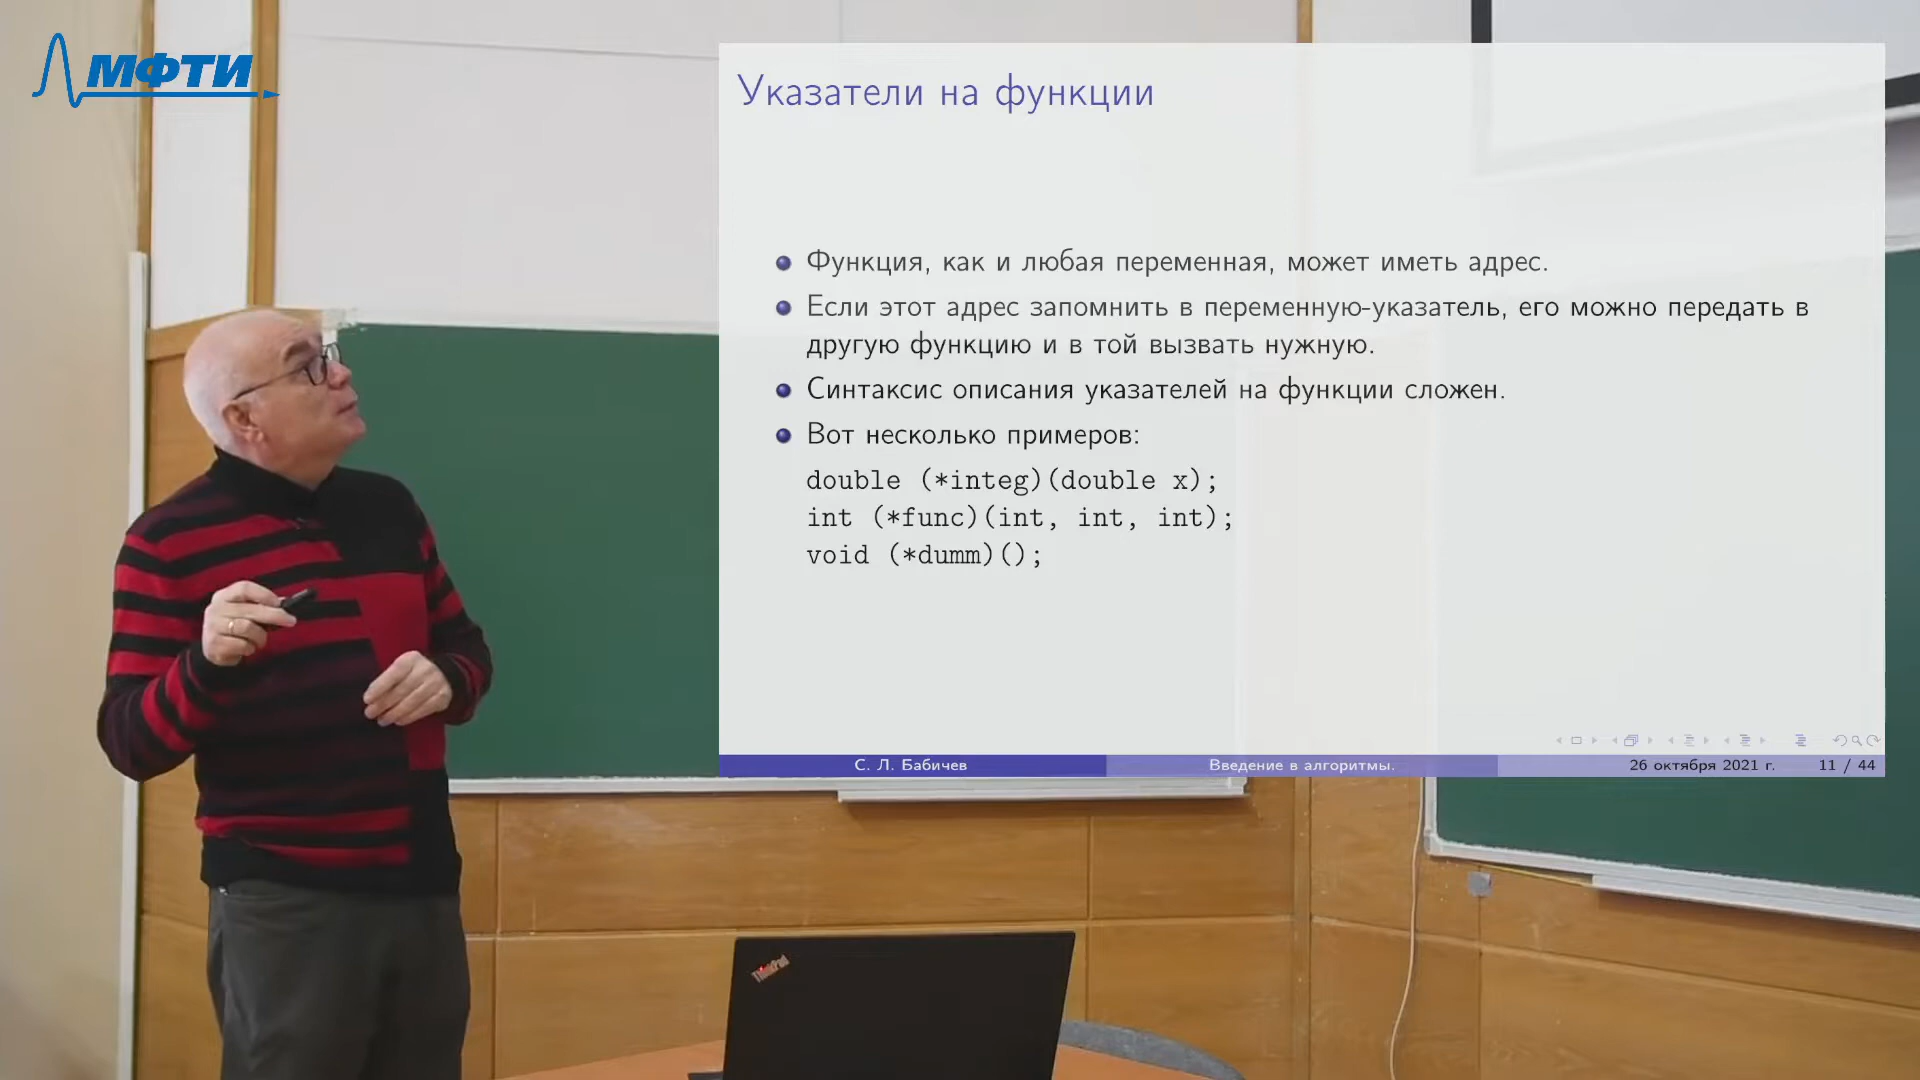 МФТИ
Указатели на функции
Функция, как и любая переменная, может иметь адрес.
Если этот адрес запомнить в переменную-указатель, его можно передать в
другую функцию и в той вызвать нужную.
Синтаксис описания указателей на функции сложен.
Вот несколько примеров:
double (*integ)(double x);
int (*func)(int, int, int);
void (*dumm)();
С. Л. Бабичев Введение в алгоритмы. 26 октября 2021 г. 11 / 44
ThinkPad